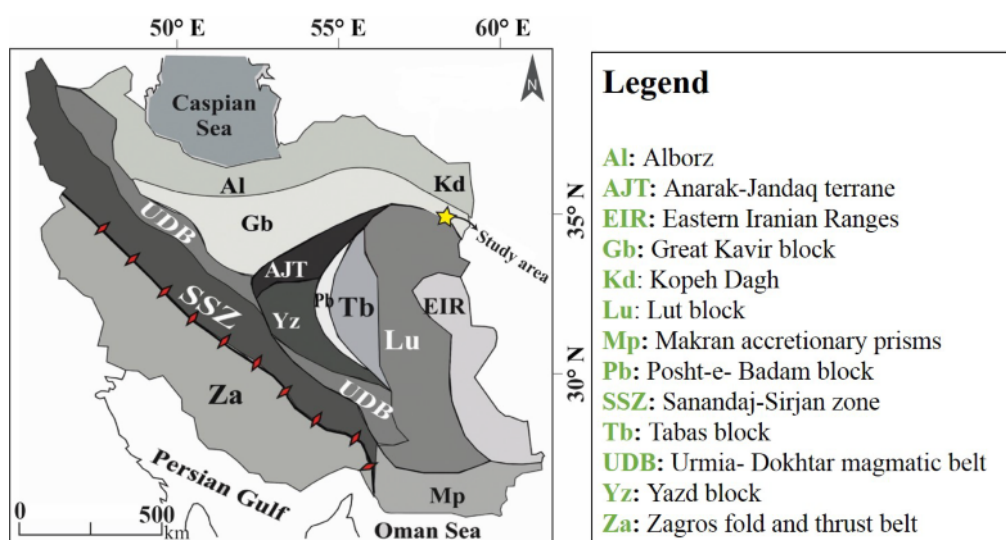 50° E 55° E 60° E
N
Caspian
Sea
Al
Kd
35° N
UDB
Gb
Study area
AJT
SSZ
Pb
Tb
EIR
Yz
Lu
30° N
Za
UDB
Persian Gulf
Mp
0 500
km
Oman Sea
Legend
Al: Alborz
AJT: Anarak-Jandaq terrane
EIR: Eastern Iranian Ranges
Gb: Great Kavir block
Kd: Kopeh Dagh
Lu: Lut block
Mp: Makran accretionary prisms
Pb: Posht-e- Badam block
SSZ: Sanandaj-Sirjan zone
Tb: Tabas block
UDB: Urmia- Dokhtar magmatic belt
Yz: Yazd block
Za: Zagros fold and thrust belt